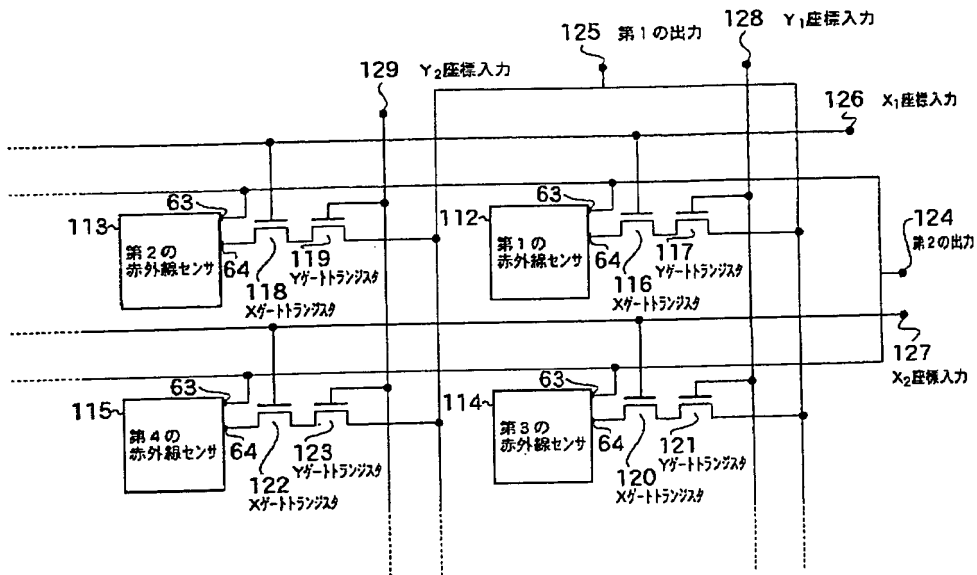 128 Y₁座標入力
125 第1の出力
129 Y₂座標入力
126 X₁座標入力
63
63
113
112
124
第2の出力
第2の
赤外線センサ
64
119
Yゲートトランジスタ
118
Xゲートトランジスタ
第1の
赤外線センサ
64
117
Yゲートトランジスタ
116
Xゲートトランジスタ
127
X₂座標入力
63
63
115
114
第4の
赤外線センサ
64
123
Yゲートトランジスタ
122
Xゲートトランジスタ
第3の
赤外線センサ
64
121
Yゲートトランジスタ
120
Xゲートトランジスタ